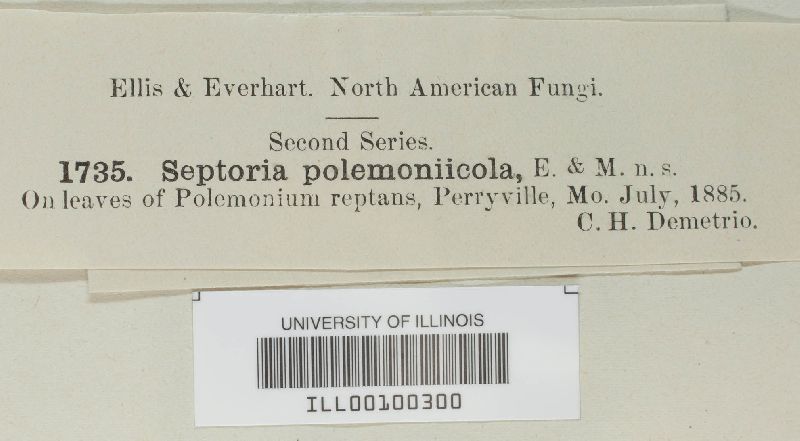 Ellis & Everhart. North American Fungi.
Second Series.
1735. Septoria polemoniicola, E. & M. n. s.
On leaves of Polemonium reptans, Perryville, Mo. July, 1885.
C. H. Demetrio.
UNIVERSITY OF ILLINOIS
ILL00100300